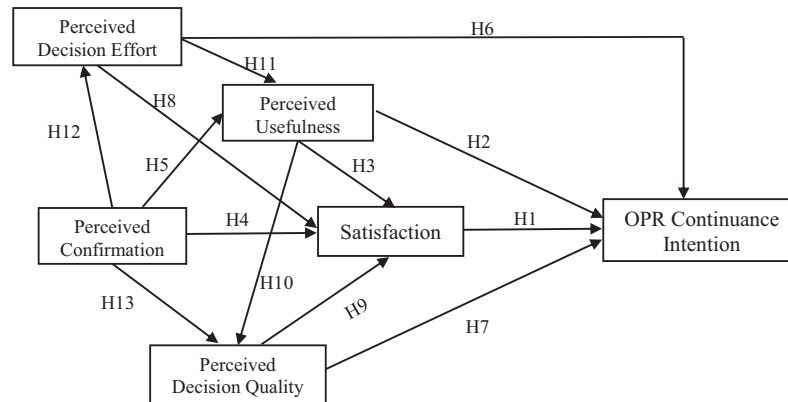 Perceived
Decision Effort
H6
H11
H8
Perceived
Usefulness
H12
H2
H5
H3
Perceived
Confirmation
H4
Satisfaction
H1
OPR Continuance
Intention
H10
H13
H9
H7
Perceived
Decision Quality